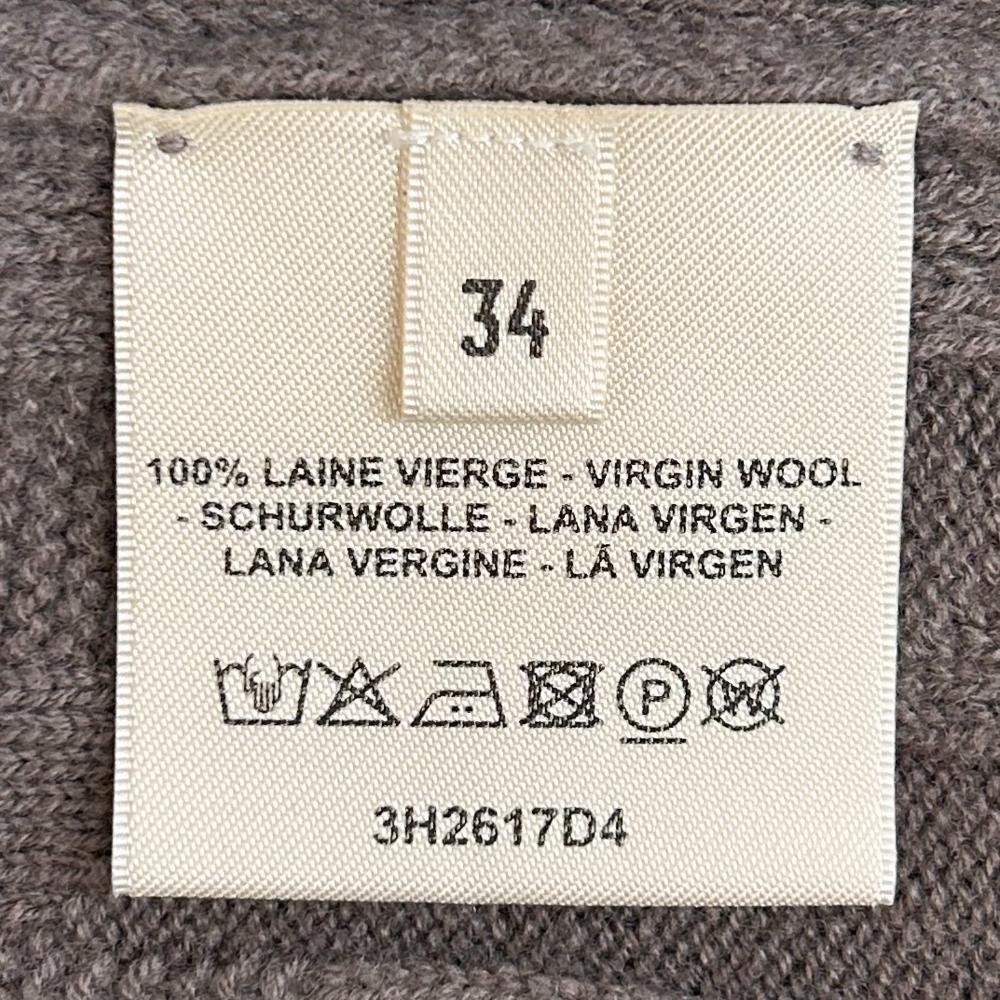 34
100% LAINE VIERGE - VIRGIN WOOL
- SCHURWOLLE - LANA VIRGEN -
LANA VERGINE - LÃ VIRGEN
P W
3H2617D4